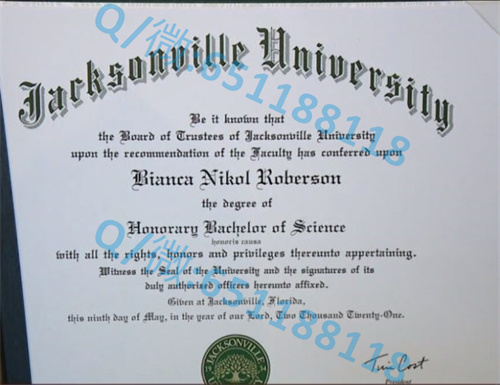 Jacksonville University
Be it known that
the Board of Trustees of Jacksonville University
upon the recommendation of the Faculty has conferred upon
Bianca Nikol Roberson
the degree of
Honorary Bachelor of Science
honoris causa
with all the rights, honors and privileges thereunto appertaining.
Witness the Seal of the University and the signatures of its
duly authorized officers hereunto affixed.
Given at Jacksonville, Florida,
this ninth day of May, in the year of our Lord, Two Thousand Twenty-One.
JACKSONVILLE
Tim Cost
President
Q/微:651188118
Q/微:651188118